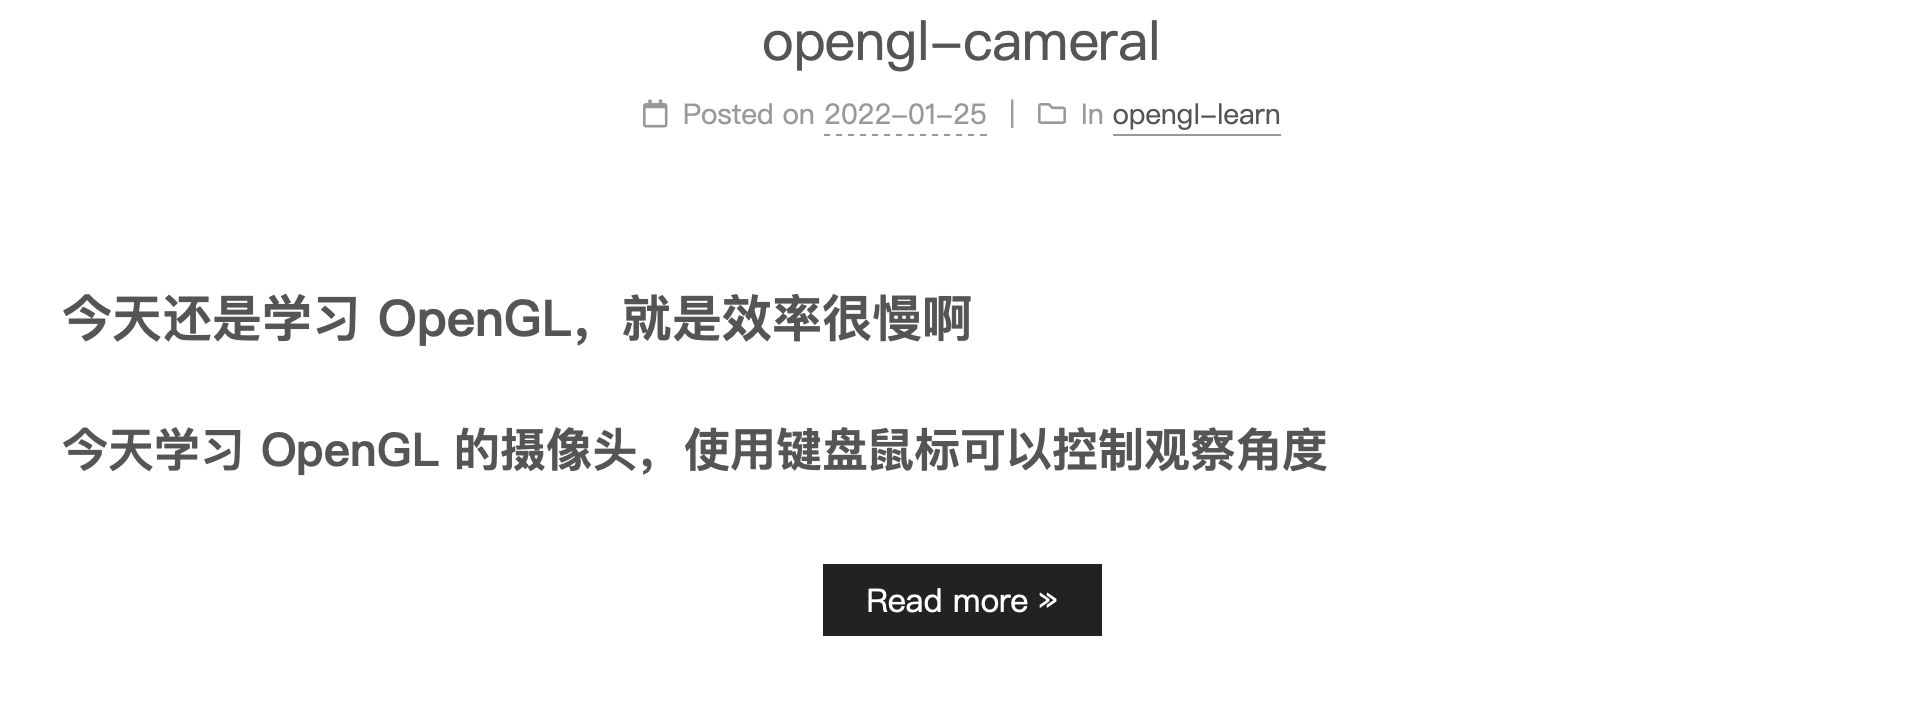 opengl-cameral
Posted on 2022-01-25 | In opengl-learn
今天还是学习 OpenGL，就是效率很慢啊
今天学习 OpenGL 的摄像头，使用键盘鼠标可以控制观察角度
Read more »